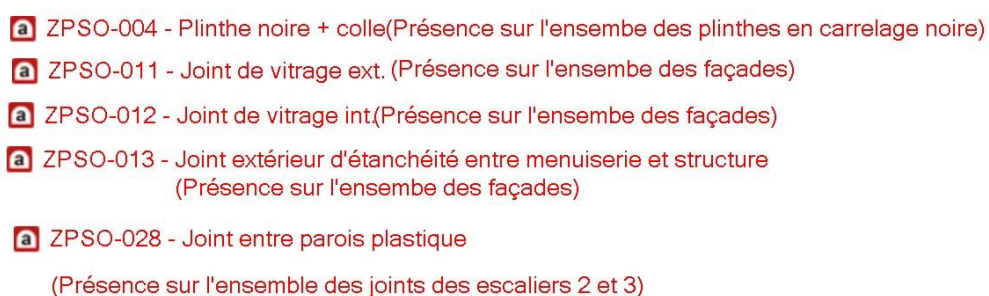 a ZPSO-004 - Plinthe noire + colle(Présence sur l'ensembe des plinthes en carrelage noire)
a ZPSO-011 - Joint de vitrage ext. (Présence sur l'ensembe des façades)
a ZPSO-012 - Joint de vitrage int.(Présence sur l'ensembe des façades)
a ZPSO-013 - Joint extérieur d'étanchéité entre menuiserie et structure
(Présence sur l'ensembe des façades)
a ZPSO-028 - Joint entre parois plastique
(Présence sur l'ensemble des joints des escaliers 2 et 3)